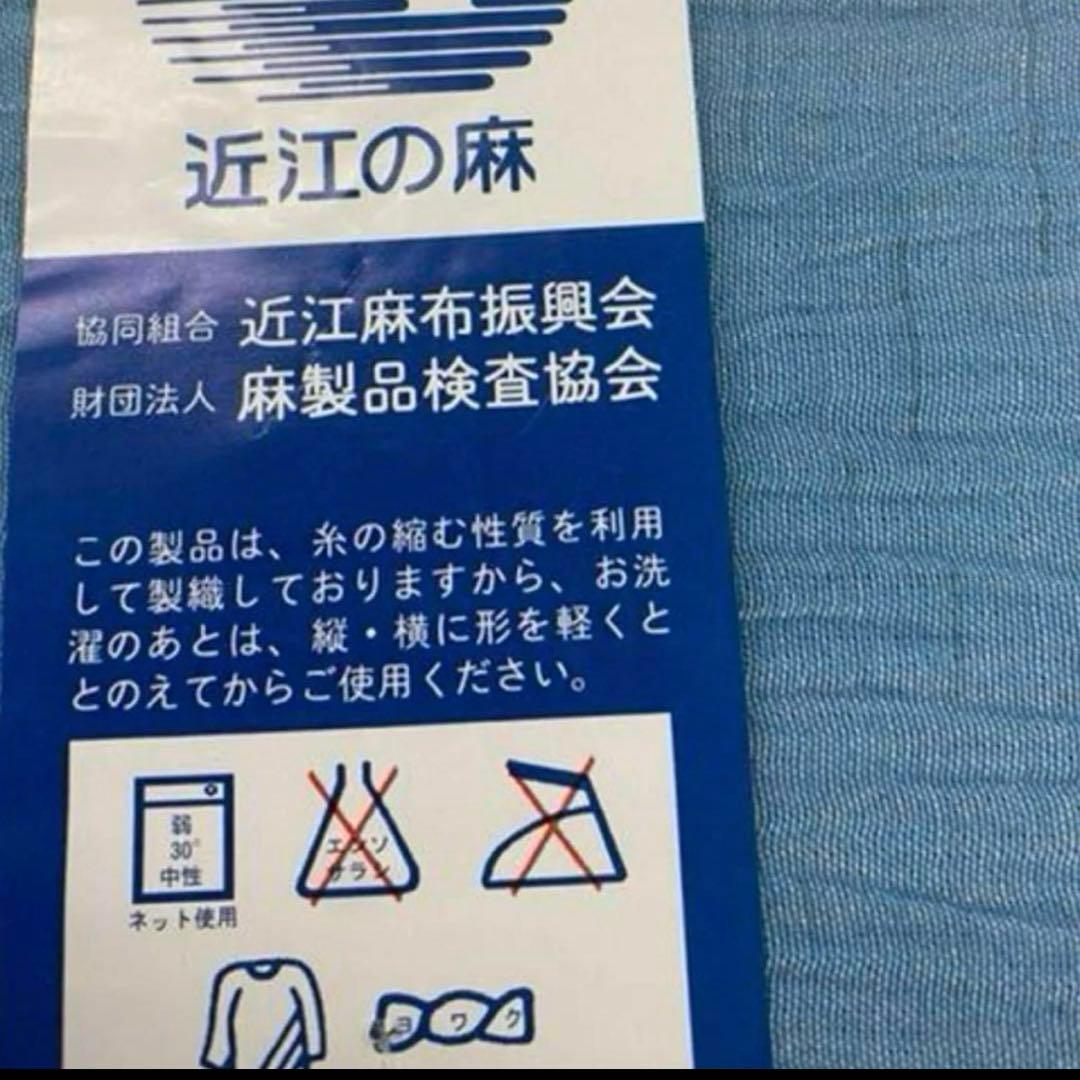 近江の麻
協同組合 近江麻布振興会
財団法人 麻製品検査協会
この製品は、糸の縮む性質を利用
して製織しておりますから、お洗
濯のあとは、縦・横に形を軽くと
とのえてからご使用ください。
弱
30°
中性
ネット使用
エンソ
サラシ
ヨワク